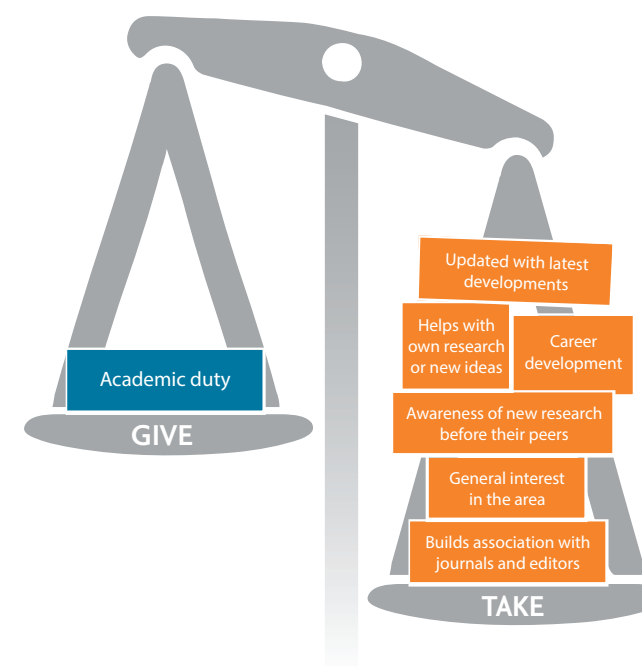 Academic duty
GIVE
Updated with latest
developments
Helps with
own research
or new ideas
Career
development
Awareness of new research
before their peers
General interest
in the area
Builds association with
journals and editors
TAKE